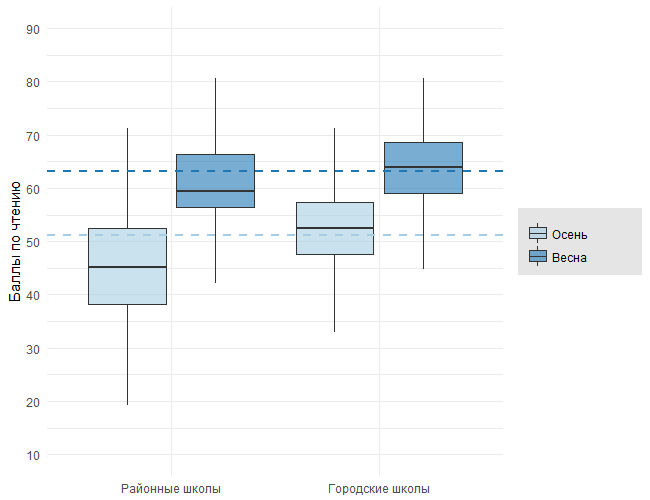 Баллы по чтению
90
80
70
60
50
40
30
20
10
Районные школы
Городские школы
Осень
Весна